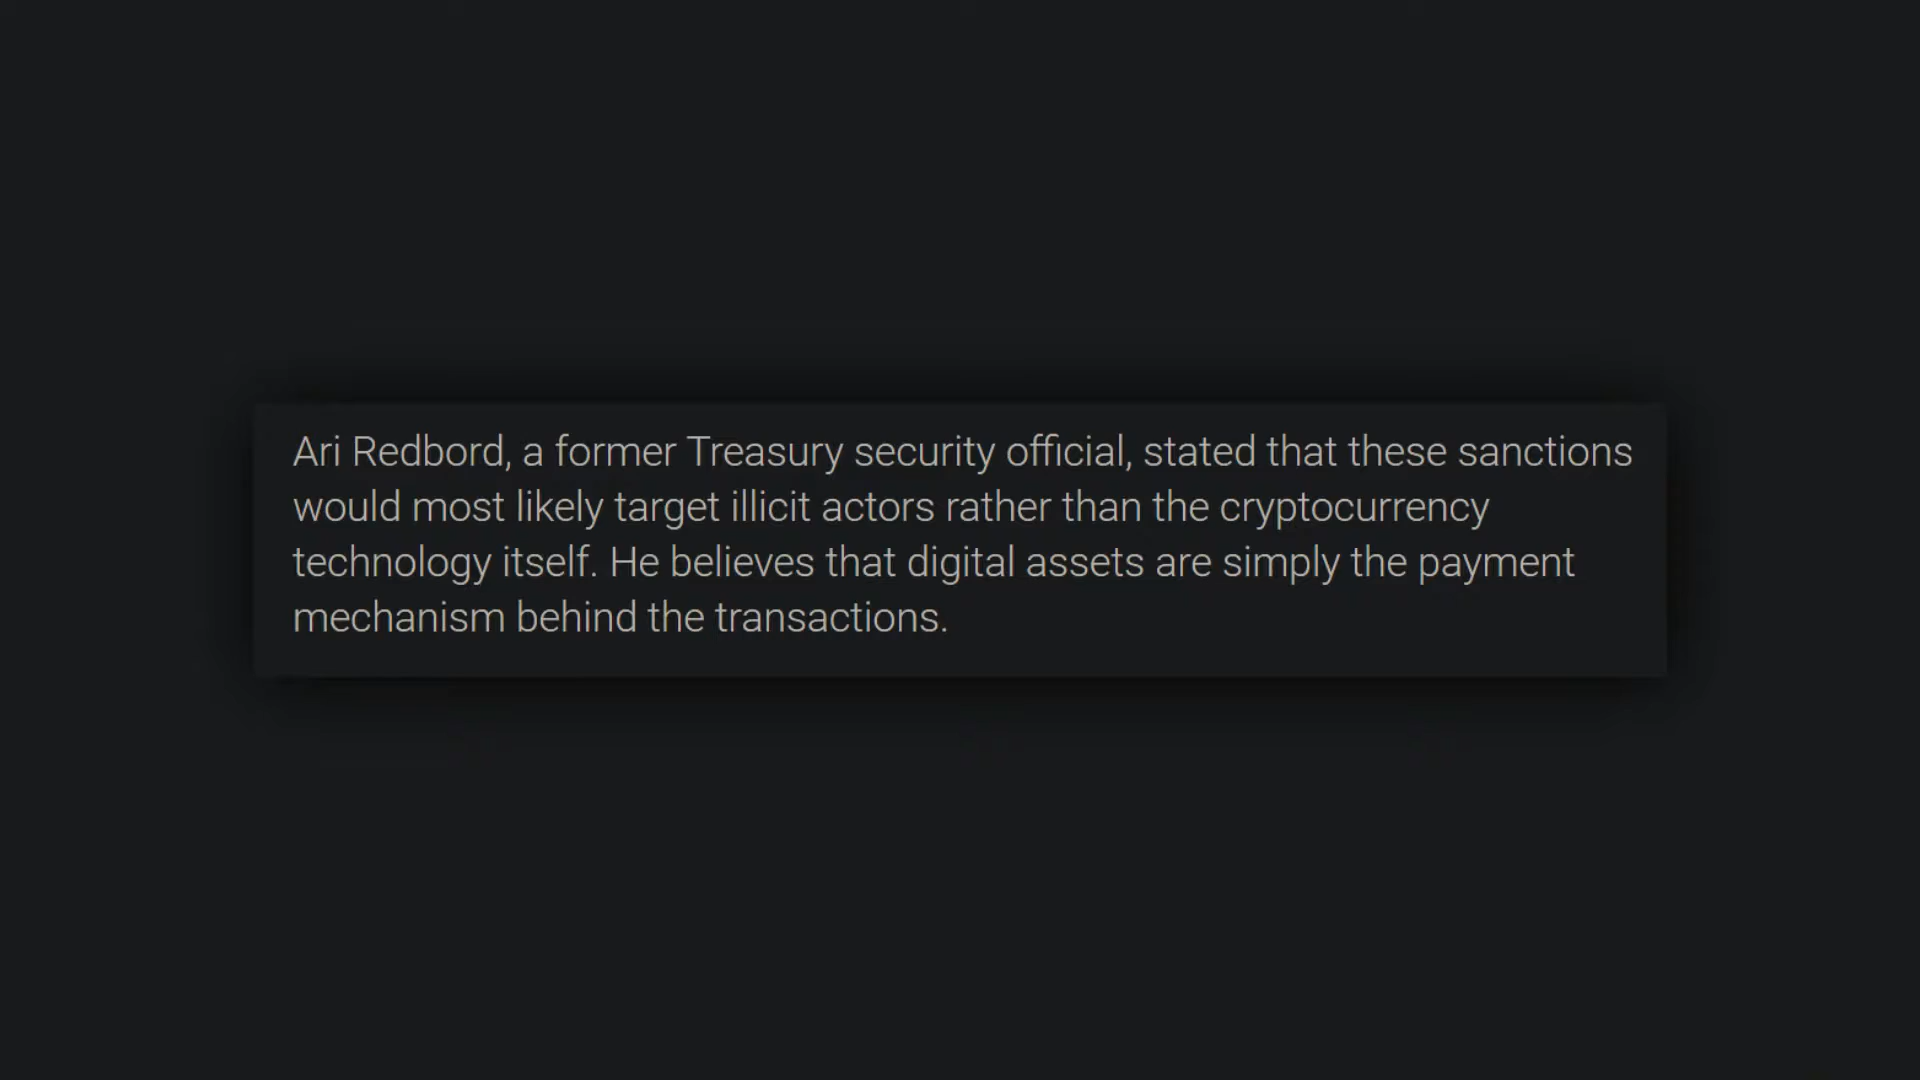 Ari Redbord, a former Treasury security official, stated that these sanctions
would most likely target illicit actors rather than the cryptocurrency
technology itself. He believes that digital assets are simply the payment
mechanism behind the transactions.